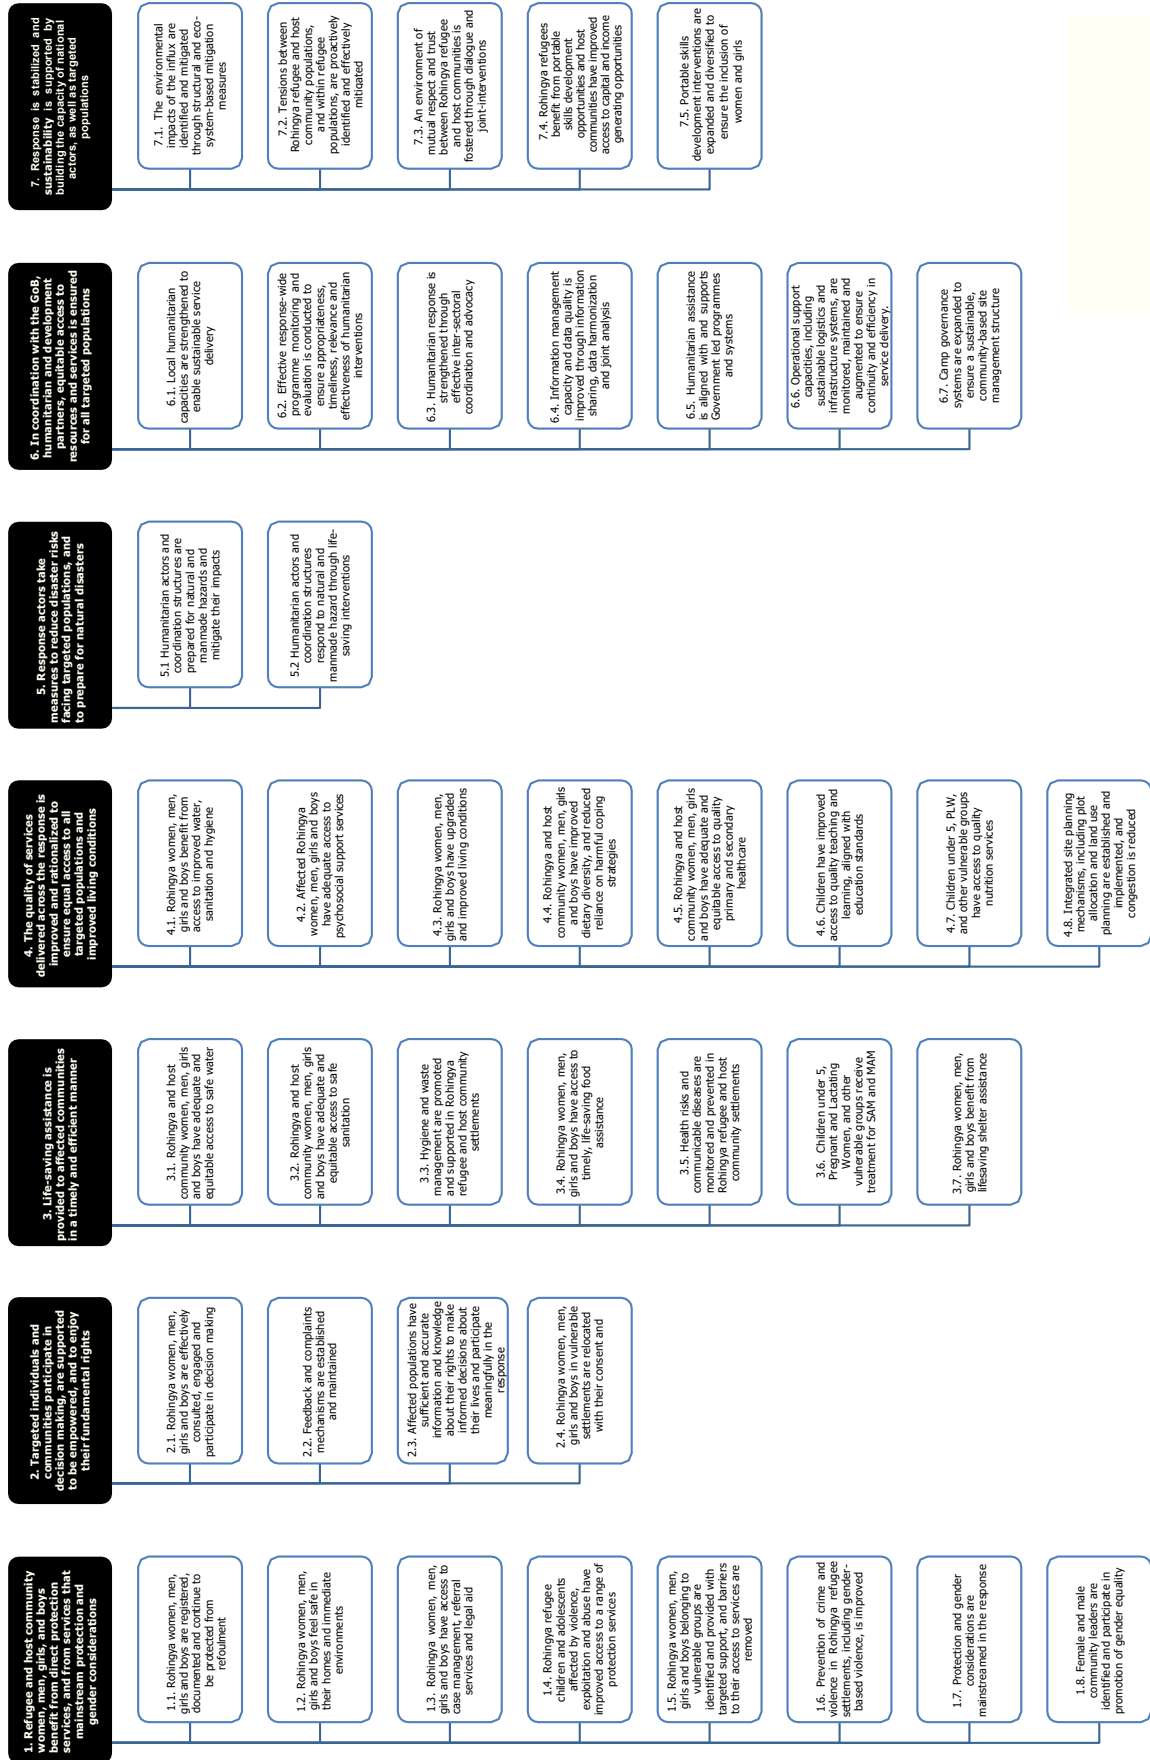 1. Refugee and host community
women, men, girls, and boys
benefit from direct protection
services, and from services that
mainstream protection and
gender considerations
1.1. Rohingya women, men,
girls and boys are registered,
documented and continue to
be protected from
refoulment
1.2. Rohingya women, men,
girls and boys feel safe in
their homes and immediate
environments
1.3. Rohingya women, men,
girls and boys have access to
case management, referral
services and legal aid
1.4. Rohingya refugee
children and adolescents
affected by violence,
exploitation and abuse have
improved access to a range of
protection services
1.5. Rohingya women, men,
girls and boys belonging to
vulnerable groups are
identified and provided with
targeted support, and barriers
to their access to services are
removed
1.6. Prevention of crime and
violence in Rohingya refugee
settlements, including gender-
based violence, is improved
1.7. Protection and gender
considerations are
mainstreamed in the response
1.8. Female and male
community leaders are
identified and participate in
promotion of gender equality
2. Targeted individuals and
communities participate in
decision making, are supported
to be empowered, and to enjoy
their fundamental rights
2.1. Rohingya women, men,
girls and boys are effectively
consulted, engaged and
participate in decision making
2.2. Feedback and complaints
mechanisms are established
and maintained
2.3. Affected populations have
sufficient and accurate
information and knowledge
about their rights to make
informed decisions about
their lives and participate
meaningfully in the
response
2.4. Rohingya women, men,
girls and boys in vulnerable
settlements are relocated
with their consent and
3. Life-saving assistance is
provided to affected communities
in a timely and efficient manner
3.1. Rohingya and host
community women, men, girls
and boys have adequate and
equitable access to safe water
3.2. Rohingya and host
community women, men, girls
and boys have adequate and
equitable access to safe
sanitation
3.3. Hygiene and waste
management are promoted
and supported in Rohingya
refugee and host community
settlements
3.4. Rohingya women, men,
girls and boys have access to
timely, life-saving food
assistance
3.5. Health risks and
communicable diseases are
monitored and prevented in
Rohingya refugee and host
community settlements
3.6. Children under 5,
Pregnant and Lactating
Women, and other
vulnerable groups receive
treatment for SAM and MAM
3.7. Rohingya women, men,
girls and boys benefit from
lifesaving shelter assistance
4. The quality of services
delivered across the response is
improved and rationalized to
ensure equal access to all
targeted populations and
improved living conditions
4.1. Rohingya women, men,
girls and boys benefit from
access to improved water,
sanitation and hygiene
4.2. Affected Rohingya
women, men, girls and boys
have adequate access to
psychosocial support services
4.3. Rohingya women, men,
girls and boys have upgraded
and improved living conditions
4.4. Rohingya and host
community women, men, girls
and boys have improved
dietary diversity, and reduced
reliance on harmful coping
strategies
4.5. Rohingya and host
community women, men, girls
and boys have adequate and
equitable access to quality
primary and secondary
healthcare
4.6. Children have improved
access to quality teaching and
learning, aligned with
education standards
4.7. Children under 5, PLW,
and other vulnerable groups
have access to quality
nutrition services
4.8. Integrated site planning
mechanisms, including plot
allocation and land use
planning are established and
implemented, and
congestion is reduced
5. Response actors take
measures to reduce disaster risks
facing targeted populations, and
to prepare for natural disasters
5.1 Humanitarian actors and
coordination structures are
prepared for natural and
manmade hazards and
mitigate their impacts
5.2 Humanitarian actors and
coordination structures
respond to natural and
manmade hazard through life-
saving interventions
6. In coordination with the GoB,
humanitarian and development
partners, equitable access to
resources and services is ensured
for all targeted populations
6.1. Local humanitarian
capacities are strengthened to
enable sustainable service
delivery
6.2. Effective response-wide
programme monitoring and
evaluation is conducted to
ensure appropriateness,
timeliness, relevance and
effectiveness of humanitarian
interventions
6.3. Humanitarian response is
strengthened through
effective inter-sectoral
coordination and advocacy
6.4. Information management
capacity and data quality is
improved through information
sharing, data harmonization
and joint analysis
6.5. Humanitarian assistance
is aligned with and supports
Government led programmes
and systems
6.6. Operational support
capacities, including
sustainable logistics and
infrastructure systems, are
monitored, maintained and
augmented to ensure
continuity and efficiency in
service delivery.
6.7. Camp governance
systems are expanded to
ensure a sustainable,
community-based site
management structure
7. Response is stabilized and
sustainability is supported by
building the capacity of national
actors, as well as targeted
populations
7.1. The environmental
impacts of the influx are
identified and mitigated
through structural and eco-
system-based mitigation
measures
7.2. Tensions between
Rohingya refugee and host
community populations,
and within refugee
populations, are proactively
identified and effectively
mitigated
7.3. An environment of
mutual respect and trust
between Rohingya refugee
and host communities is
fostered through dialogue and
joint-interventions
7.4. Rohingya refugees
benefit from portable
skills development
opportunities and host
communities have improved
access to capital and income
generating opportunities
7.5. Portable skills
development interventions are
expanded and diversified to
ensure the inclusion of
women and girls